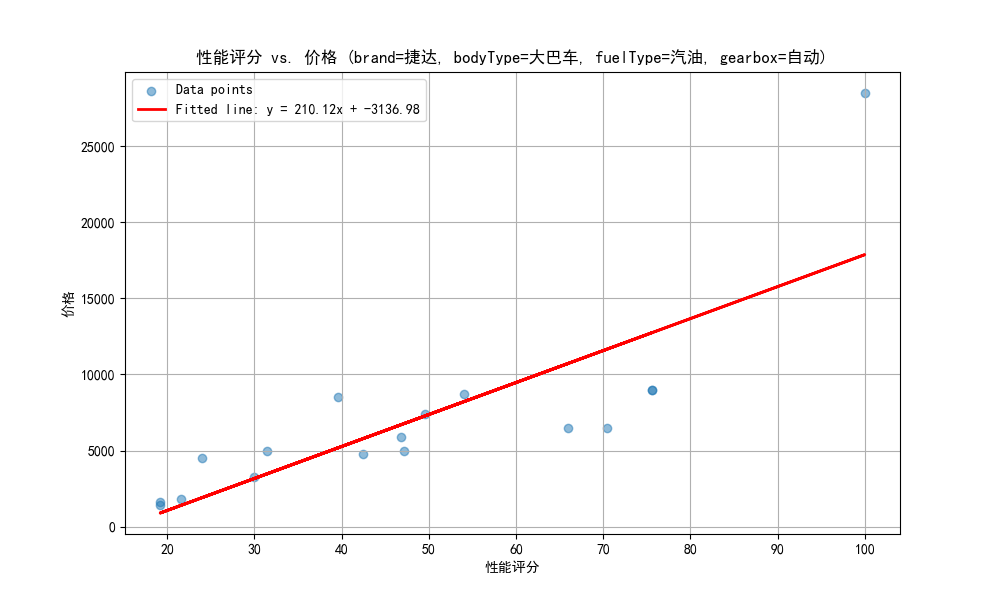 性能评分 vs. 价格 (brand=捷达, bodyType=大巴车, fuelType=汽油, gearbox=自动)
Data points
Fitted line: y = 210.12x + -3136.98
25000
20000
15000
10000
5000
0
价格
20 30 40 50 60 70 80 90 100
性能评分